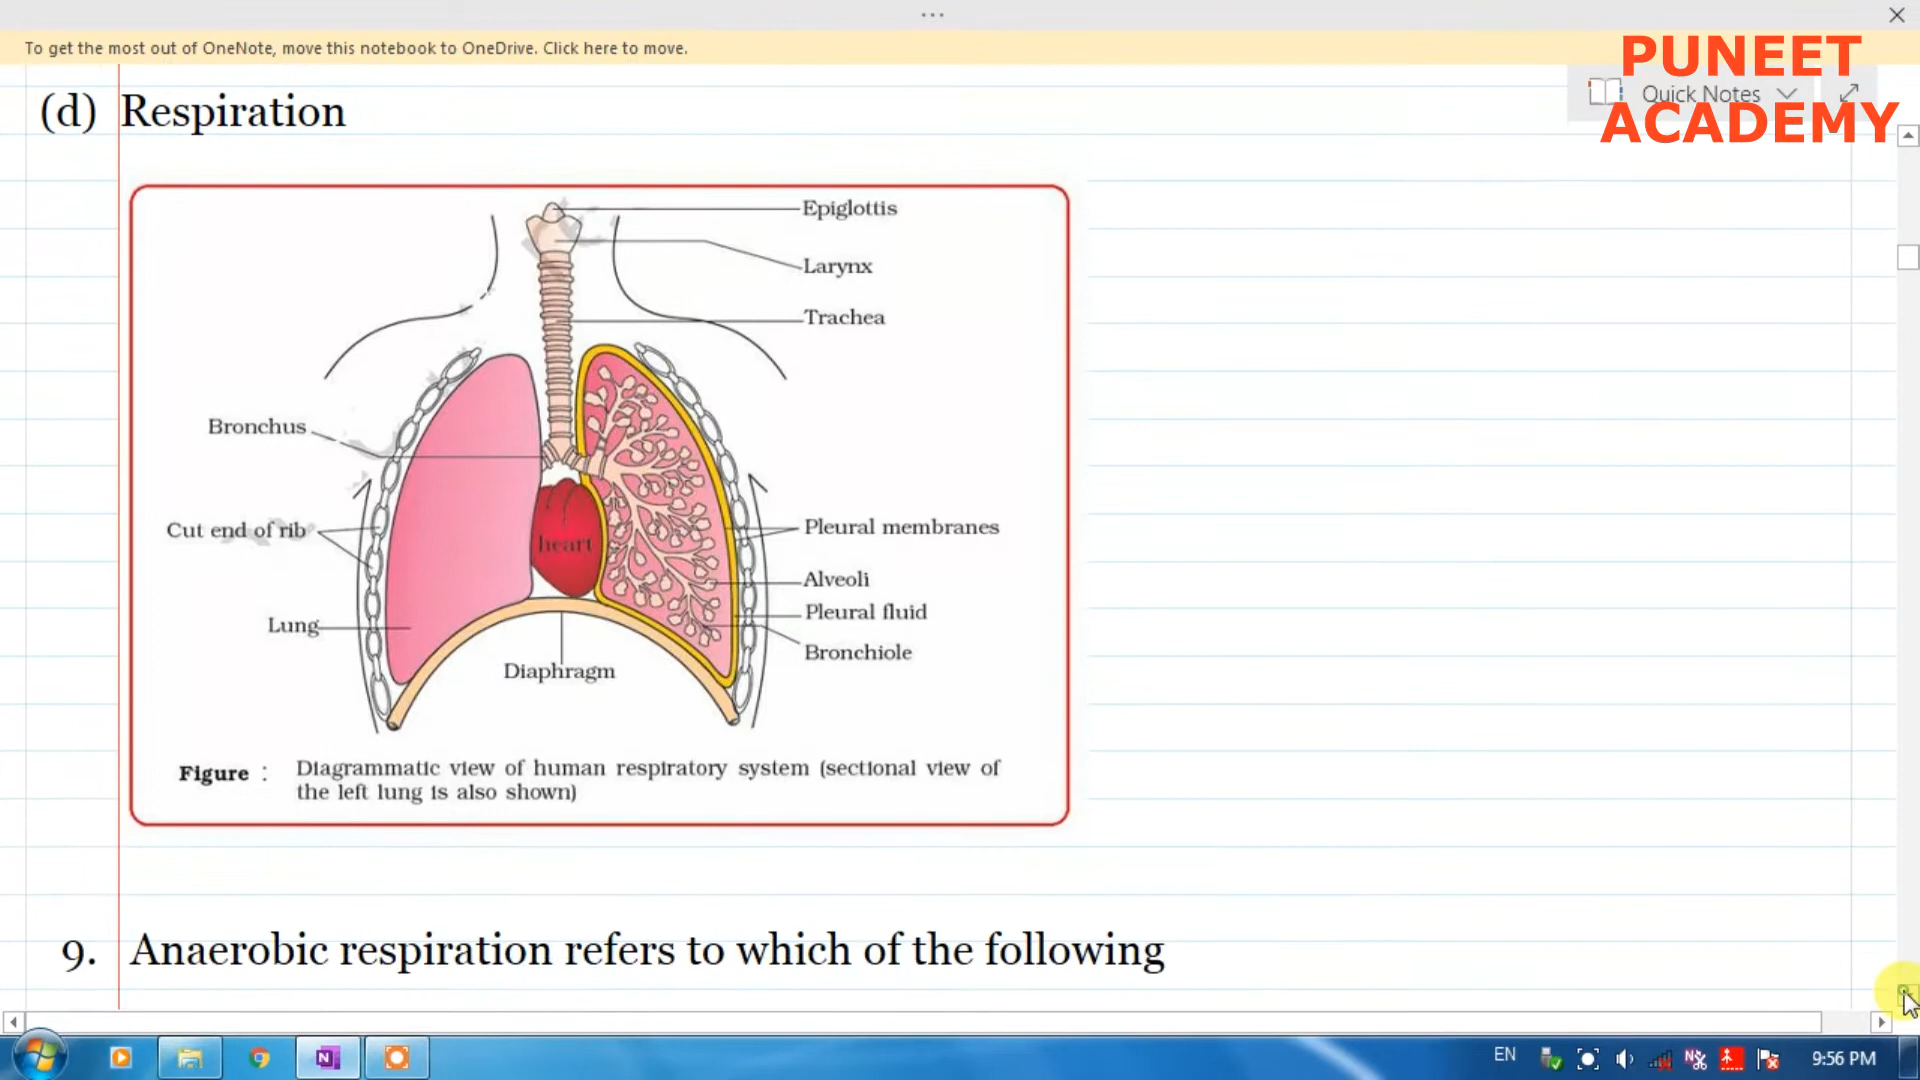 To get the most out of OneNote, move this notebook to OneDrive. Click here to move.
PUNEET
ACADEMY
Quick Notes
(d) Respiration
Epiglottis
Larynx
Trachea
Bronchus
heart
Pleural membranes
Cut end of rib
Alveoli
Pleural fluid
Lung
Bronchiole
Diaphragm
Figure : Diagrammatic view of human respiratory system (sectional view of
the left lung is also shown)
9. Anaerobic respiration refers to which of the following
EN
9:56 PM